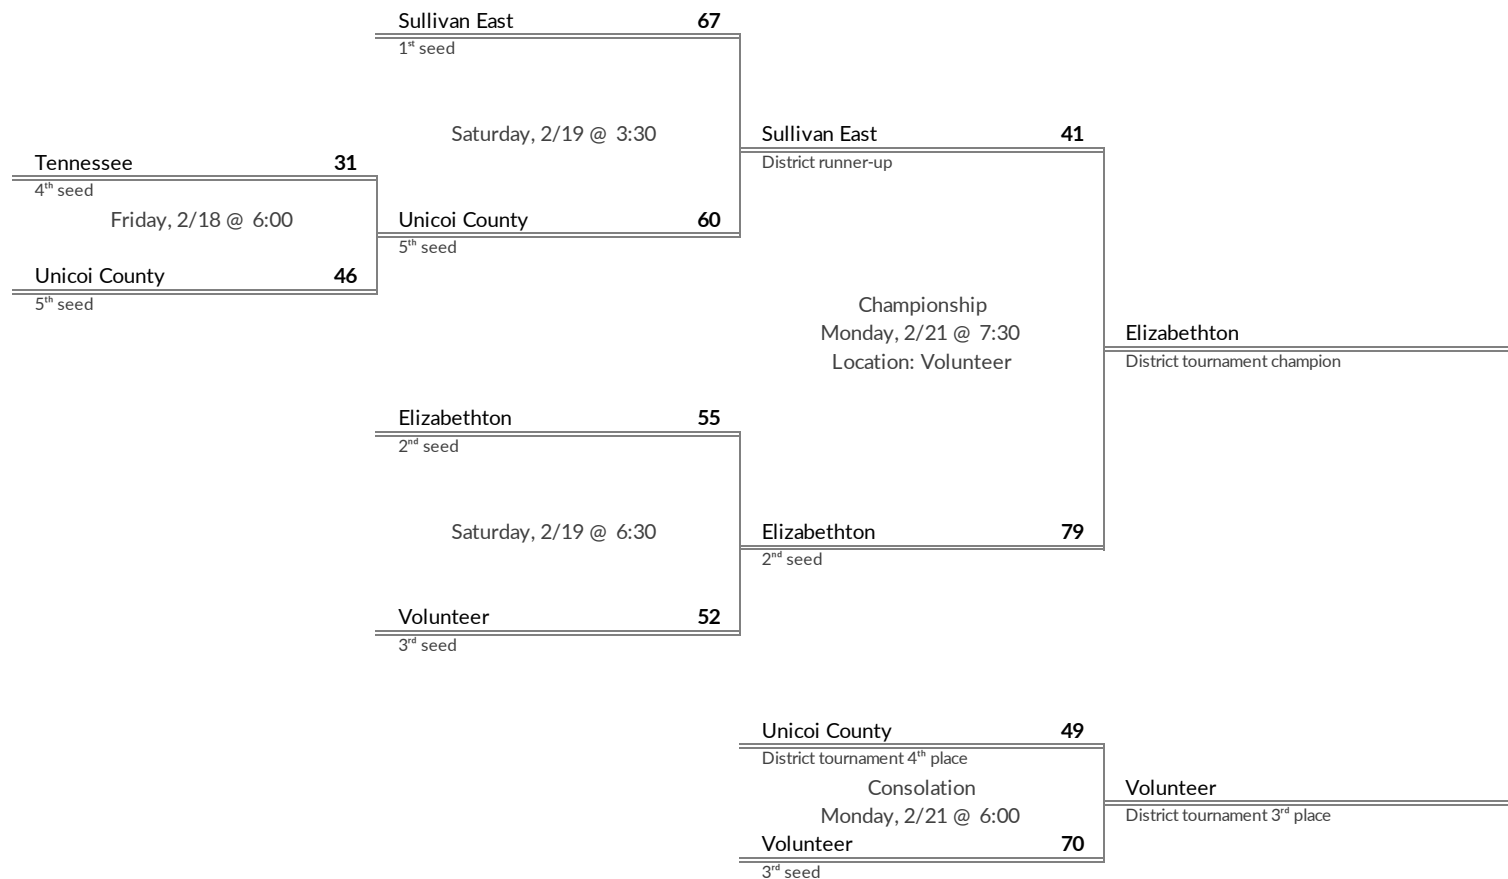 Sullivan East 67
1st seed
Saturday, 2/19 @ 3:30
Sullivan East 41
District runner-up
Tennessee 31
4th seed
Friday, 2/18 @ 6:00
Unicoi County 60
5th seed
Unicoi County 46
5th seed
Championship
Monday, 2/21 @ 7:30
Location: Volunteer
Elizabethton
District tournament champion
Elizabethton 55
2nd seed
Saturday, 2/19 @ 6:30
Elizabethton 79
2nd seed
Volunteer 52
3rd seed
Unicoi County 49
District tournament 4th place
Consolation
Monday, 2/21 @ 6:00
Volunteer
District tournament 3rd place
Volunteer 70
3rd seed